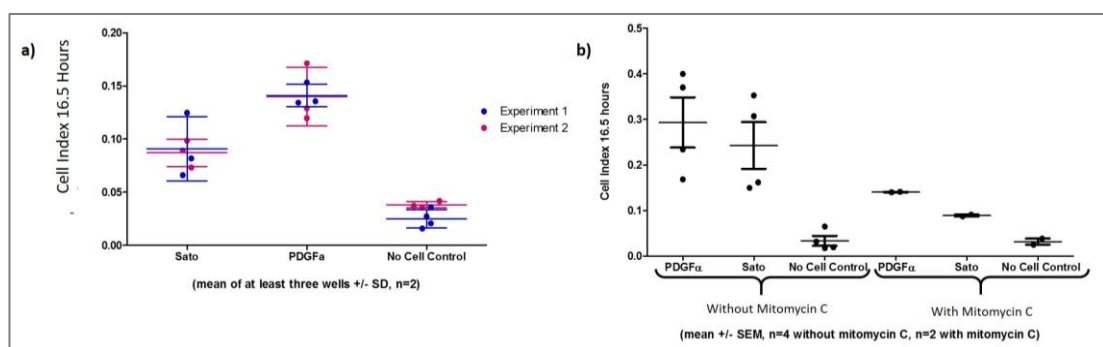 a)
Cell Index 16.5 Hours
0.20
0.15
0.10
0.05
0.00
Sato
PDGFa
No Cell Control
(mean of at least three wells +/- SD, n=2)
Experiment 1
Experiment 2
b)
Cell Index 16.5 hours
0.5
0.4
0.3
0.2
0.1
0.0
PDGFα
Sato
No Cell Control
PDGFα
Sato
No Cell Control
Without Mitomycin C
With Mitomycin C
(mean +/- SEM, n=4 without mitomycin C, n=2 with mitomycin C)